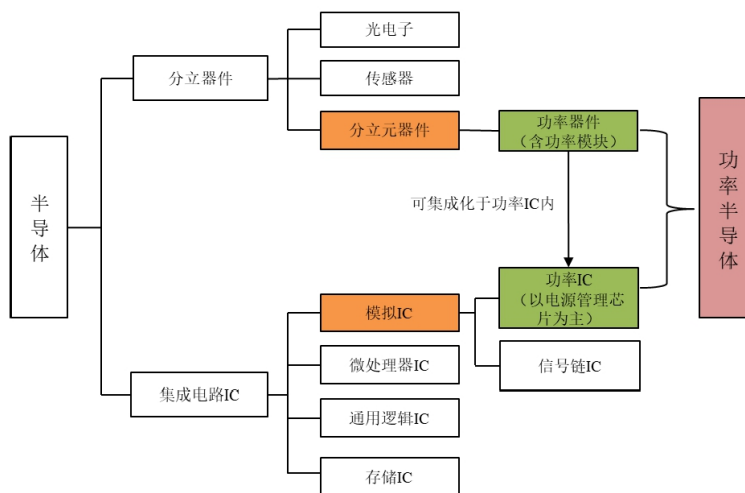 半导体
分立器件
光电子
传感器
分立元器件
功率器件
（含功率模块）
可集成化于功率IC内
功率IC
（以电源管理芯
片为主）
功率半导体
模拟IC
信号链IC
集成电路IC
微处理器IC
通用逻辑IC
存储IC